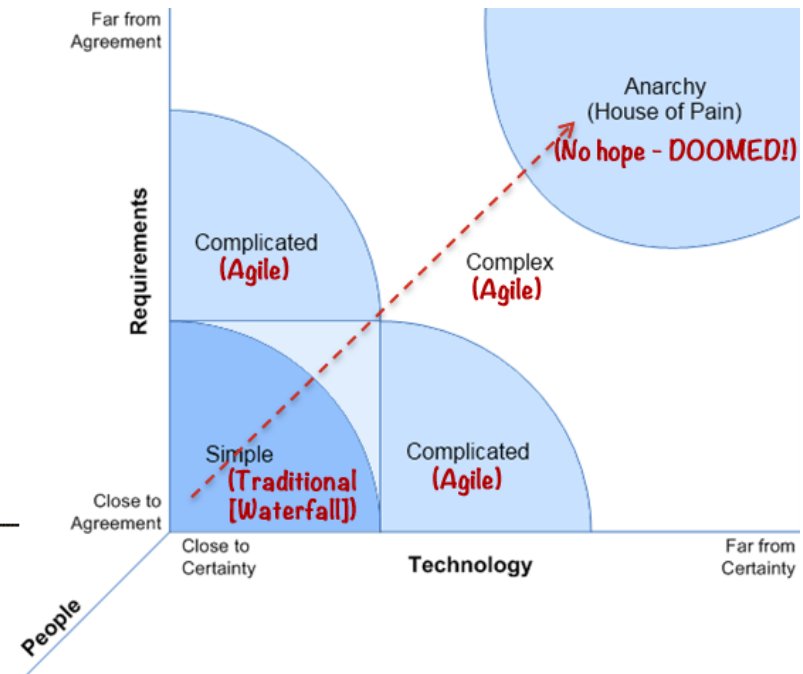 Far from
Agreement
Anarchy
(House of Pain)
(No hope - DOOMED!)
Requirements
Complicated
(Agile)
Complex
(Agile)
Simple
(Traditional
[Waterfall])
Complicated
(Agile)
Close to
Agreement
Close to
Certainty
Technology
Far from
Certainty
People